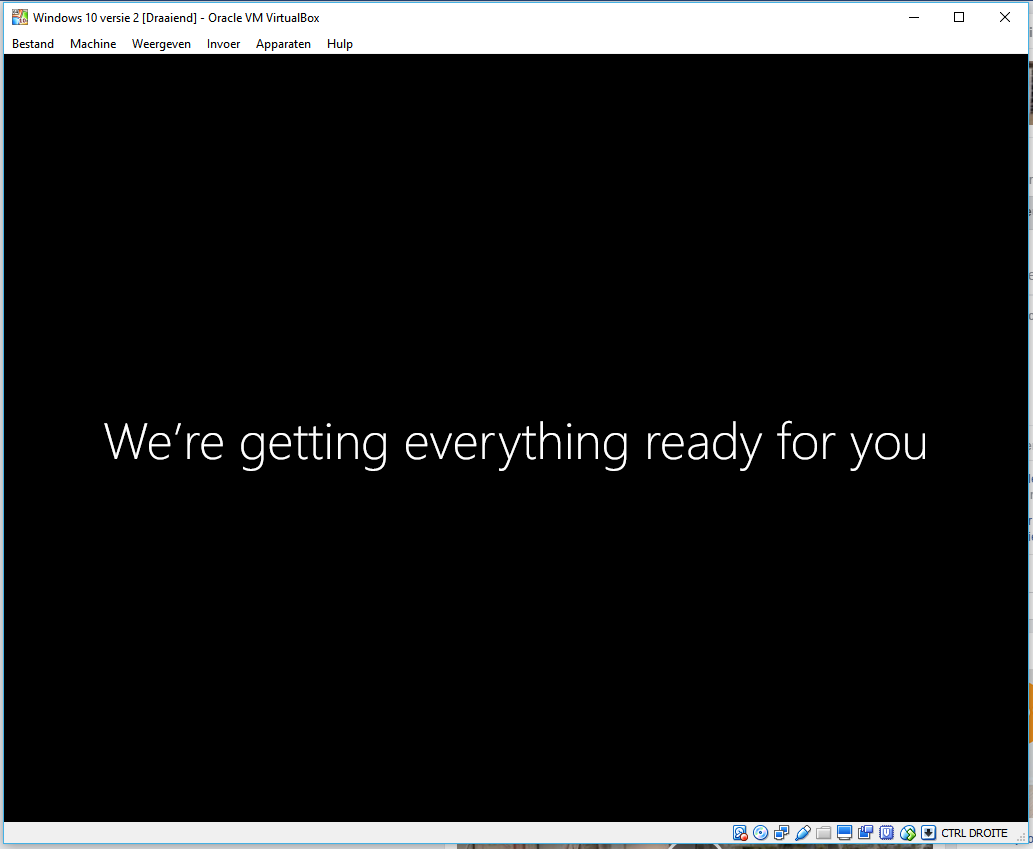 Windows 10 versie 2 [Draaiend] - Oracle VM VirtualBox
Bestand Machine Weergeven Invoer Apparaten Hulp
We’re getting everything ready for you
CTRL DROITE